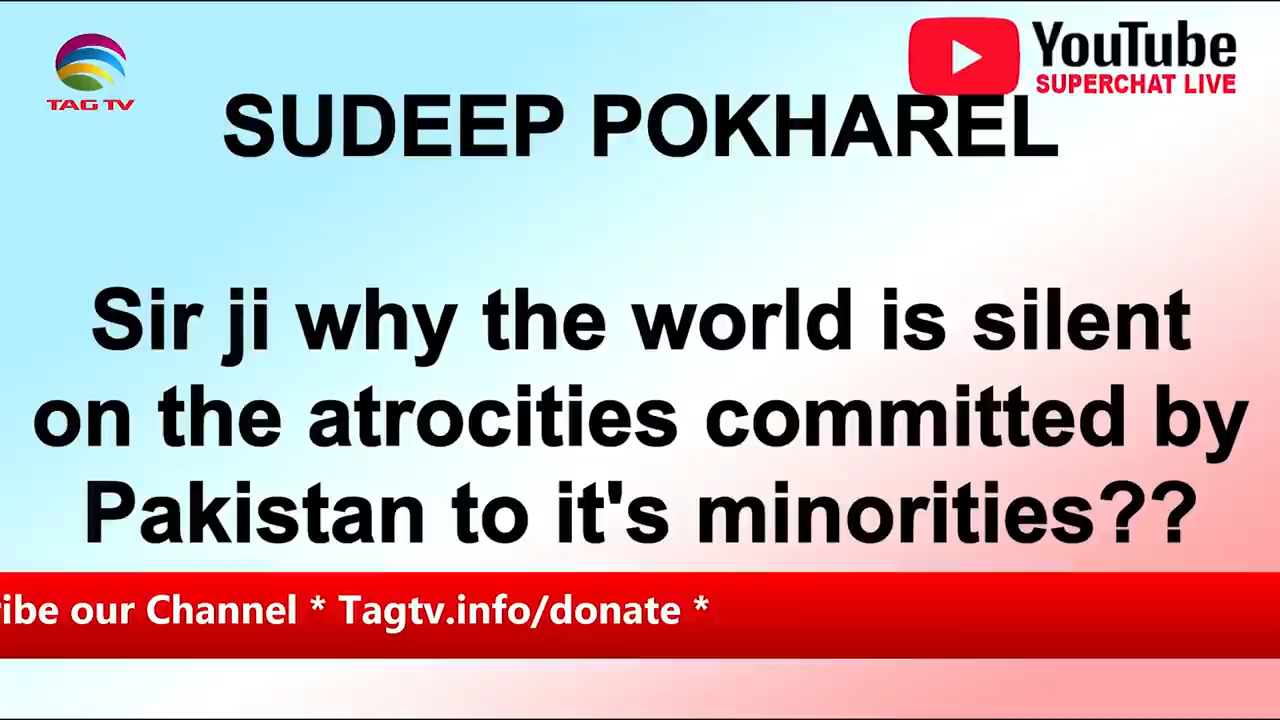 TAG TV
YouTube
SUPERCHAT LIVE
SUDEEP POKHAREL
Sir ji why the world is silent
on the atrocities committed by
Pakistan to it's minorities??
ribe our Channel * Tagtv.info/donate *